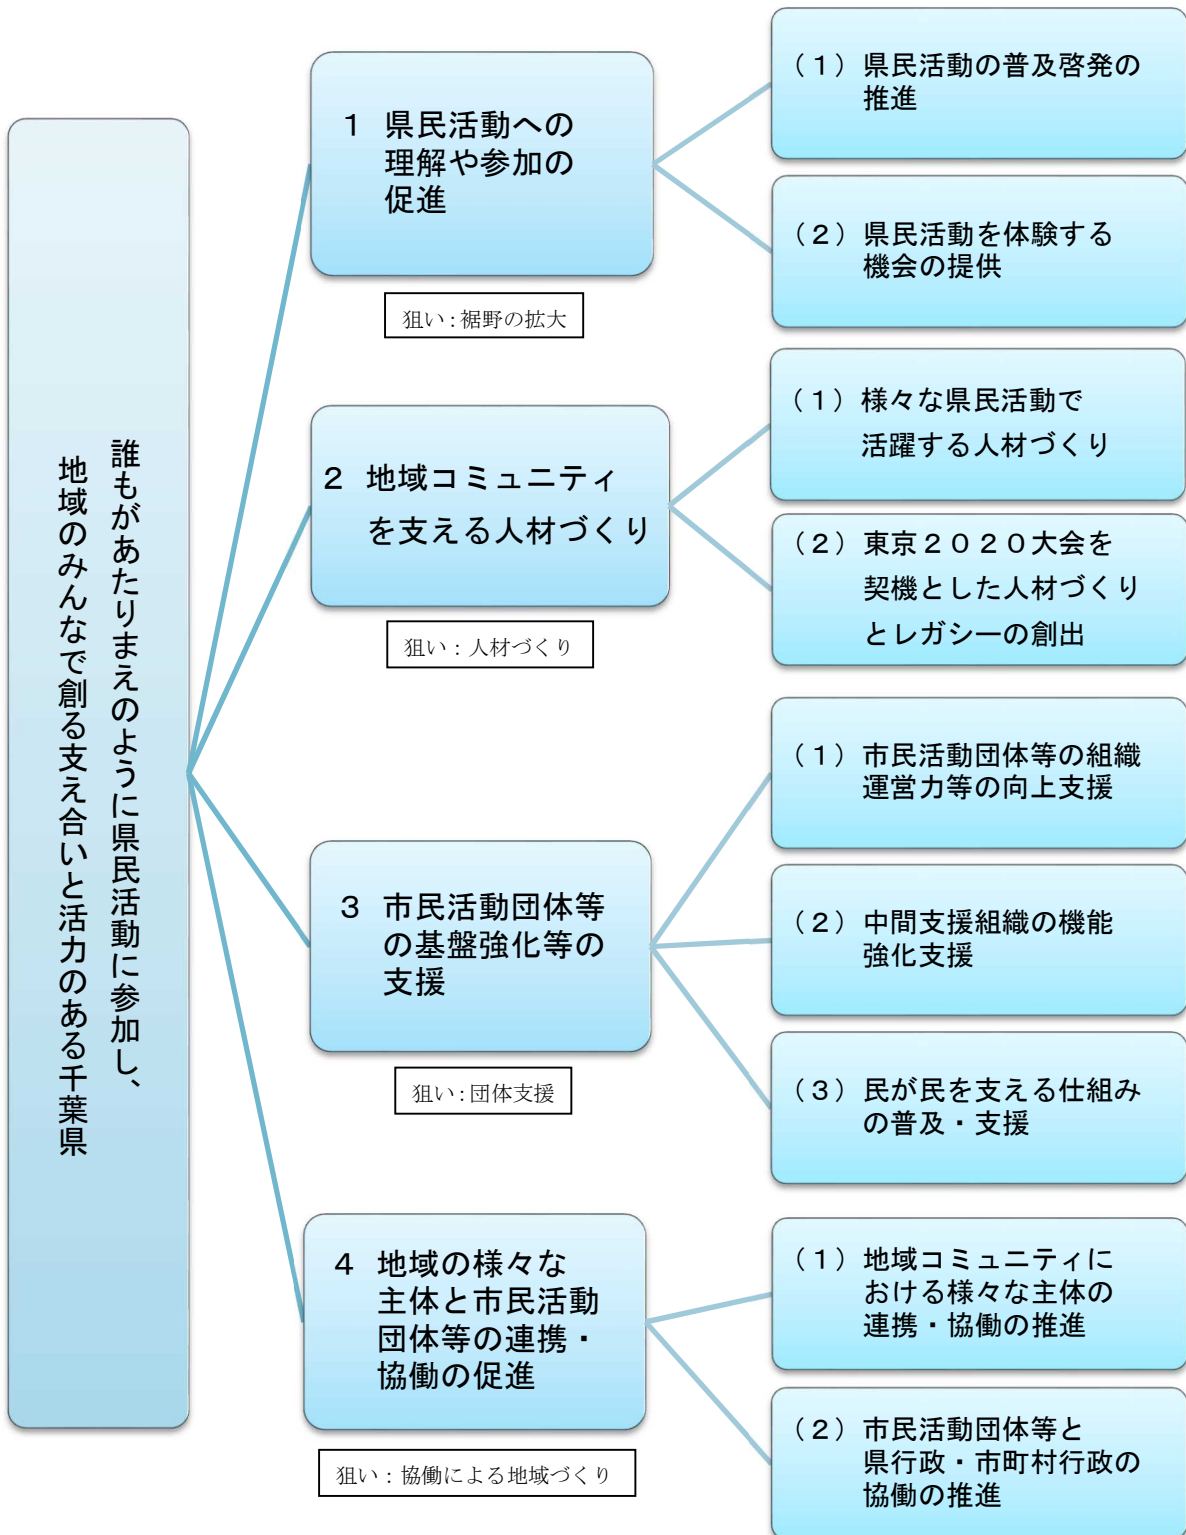 誰もがあたりまえのように県民活動に参加し、
地域のみんなで創る支え合いと活力のある千葉県
１ 県民活動への
理解や参加の
促進
狙い：裾野の拡大
（１）県民活動の普及啓発の
推進
（２）県民活動を体験する
機会の提供
２ 地域コミュニティ
を支える人材づくり
狙い：人材づくり
（１）様々な県民活動で
活躍する人材づくり
（２）東京２０２０大会を
契機とした人材づくり
とレガシーの創出
３ 市民活動団体等
の基盤強化等の
支援
狙い：団体支援
（１）市民活動団体等の組織
運営力等の向上支援
（２）中間支援組織の機能
強化支援
（３）民が民を支える仕組み
の普及・支援
４ 地域の様々な
主体と市民活動
団体等の連携・
協働の促進
狙い：協働による地域づくり
（１）地域コミュニティに
おける様々な主体の
連携・協働の推進
（２）市民活動団体等と
県行政・市町村行政の
協働の推進